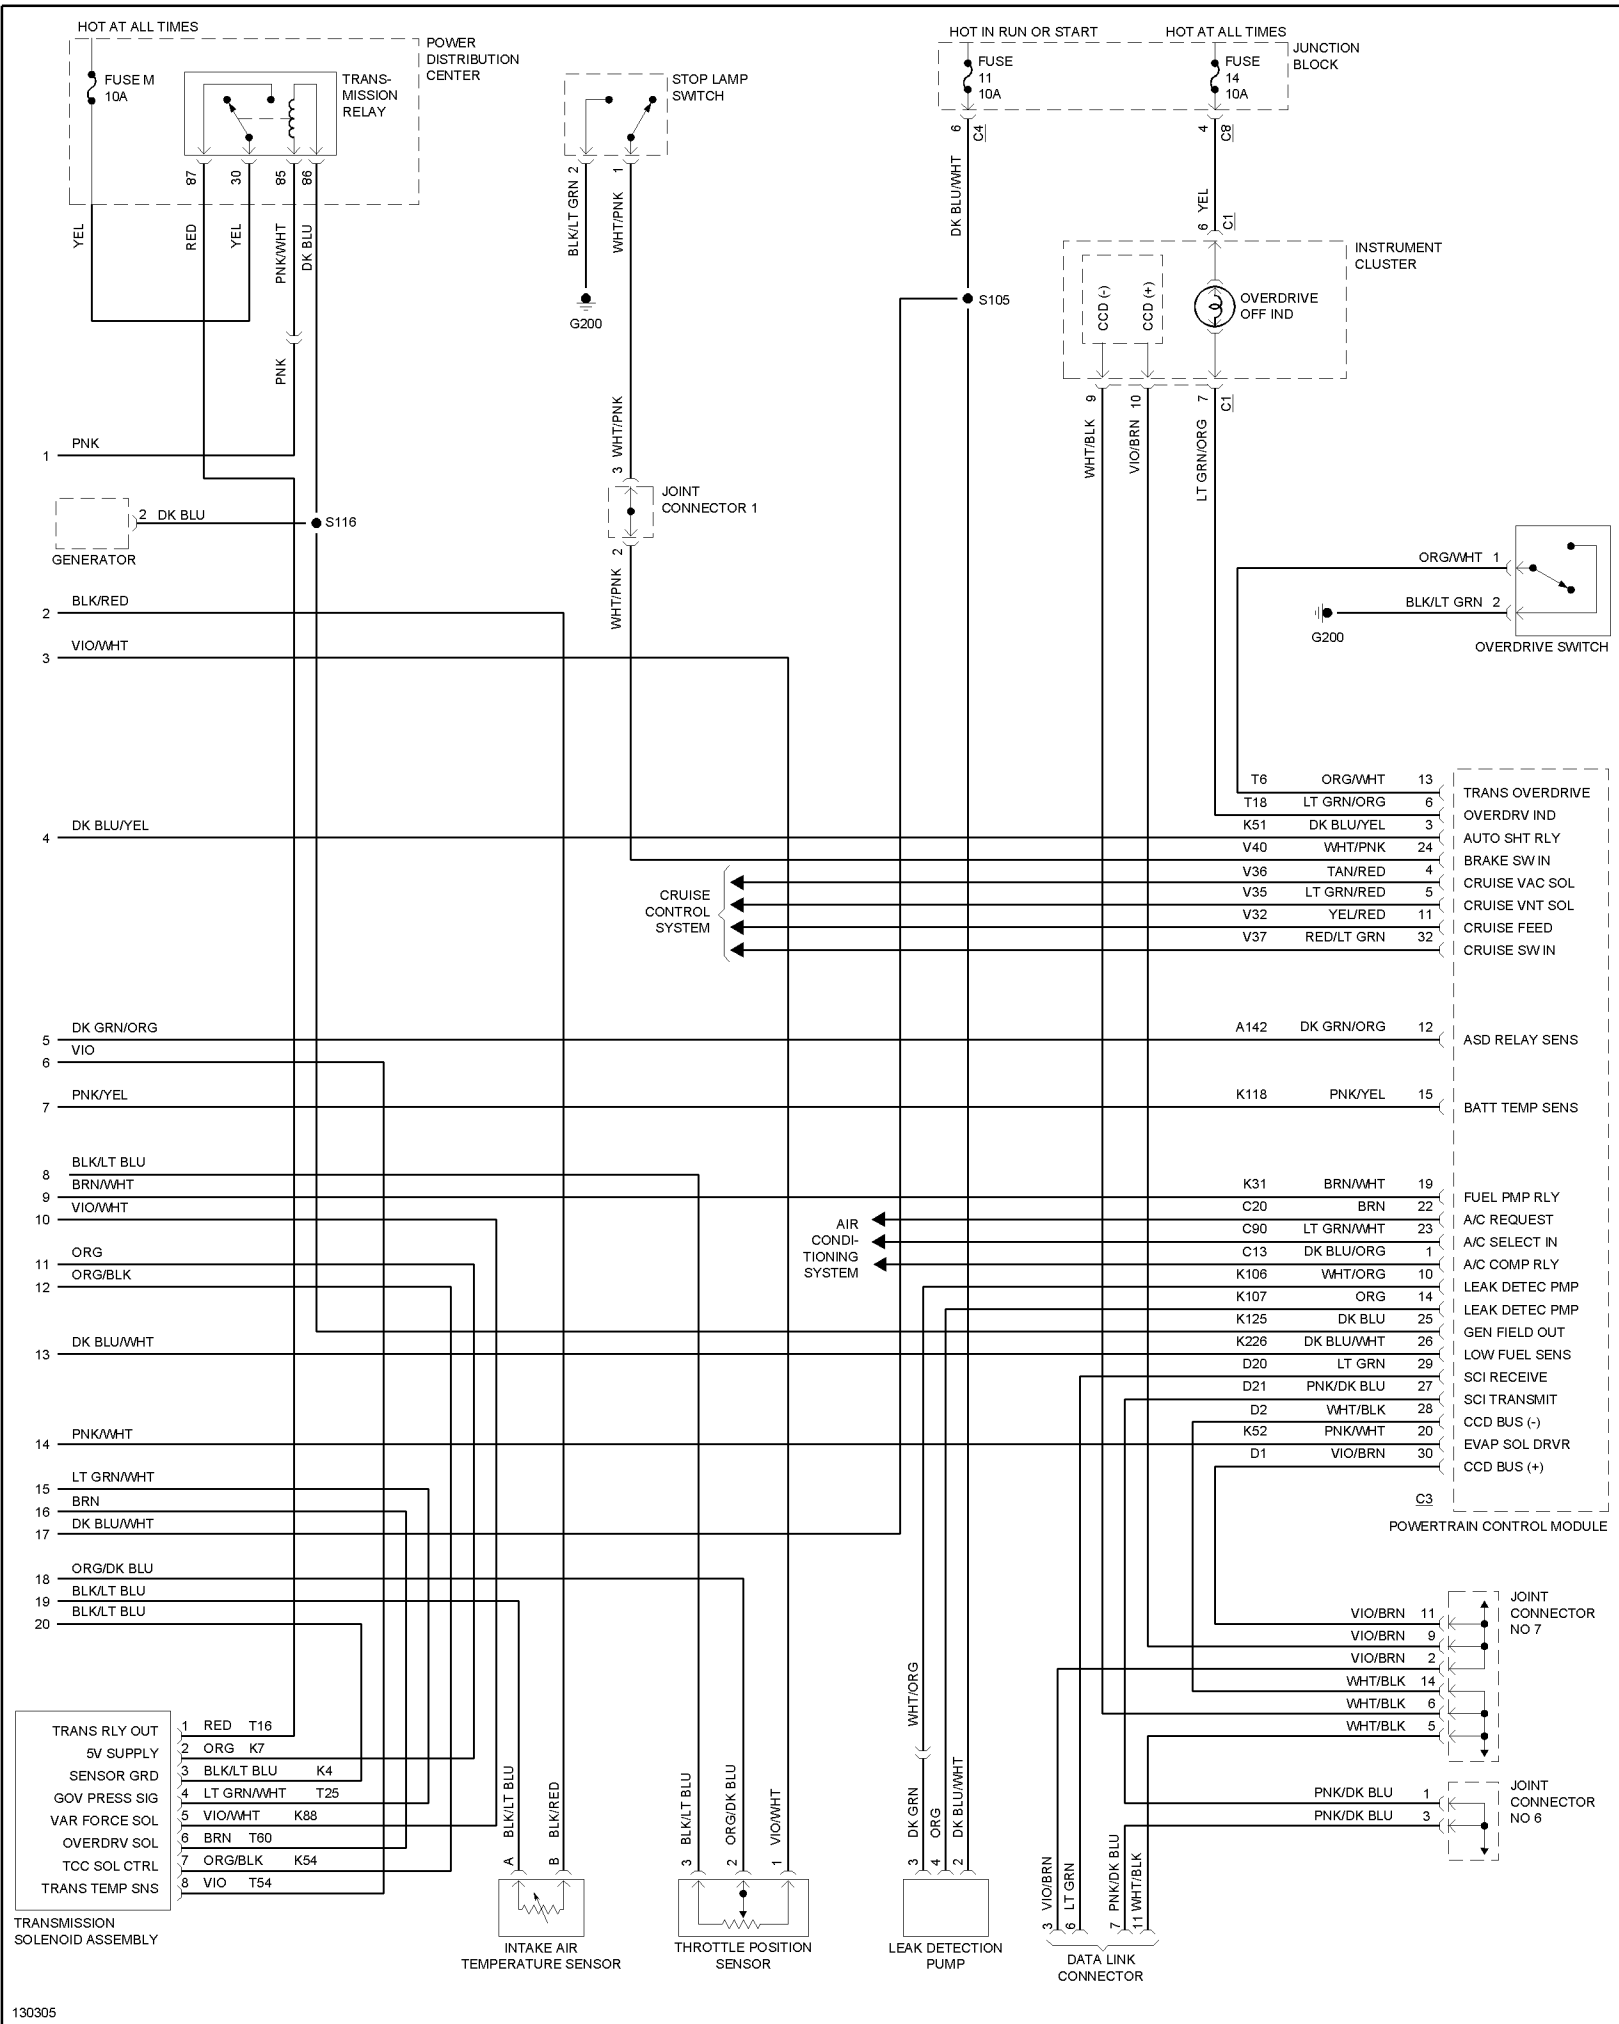 HOT AT ALL TIMES
POWER
DISTRIBUTION
CENTER
FUSE M
10A
TRANS-
MISSION
RELAY
87
30
85
86
YEL
RED
YEL
PNK/WHT
DK BLU
PNK
STOP LAMP
SWITCH
2
1
BLK/LT GRN
WHT/PNK
G200
WHT/PNK
3
JOINT
CONNECTOR 1
2
WHT/PNK
HOT IN RUN OR START
HOT AT ALL TIMES
JUNCTION
BLOCK
FUSE
11
10A
FUSE
14
10A
6
C4
4
C8
DK BLU/WHT
YEL
6
C1
S105
INSTRUMENT
CLUSTER
CCD (-)
CCD (+)
OVERDRIVE
OFF IND
9
10
7
C1
WHT/BLK
VIO/BRN
LT GRN/ORG
ORG/WHT 1
BLK/LT GRN 2
G200
OVERDRIVE SWITCH
1 PNK
GENERATOR
2 DK BLU
S116
2 BLK/RED
3 VIO/WHT
4 DK BLU/YEL
5 DK GRN/ORG
6 VIO
7 PNK/YEL
8 BLK/LT BLU
9 BRN/WHT
10 VIO/WHT
11 ORG
12 ORG/BLK
13 DK BLU/WHT
14 PNK/WHT
15 LT GRN/WHT
16 BRN
17 DK BLU/WHT
18 ORG/DK BLU
19 BLK/LT BLU
20 BLK/LT BLU
CRUISE
CONTROL
SYSTEM
AIR
CONDI-
TIONING
SYSTEM
T6 ORG/WHT 13 TRANS OVERDRIVE
T18 LT GRN/ORG 6 OVERDRV IND
K51 DK BLU/YEL 3 AUTO SHT RLY
V40 WHT/PNK 24 BRAKE SW IN
V36 TAN/RED 4 CRUISE VAC SOL
V35 LT GRN/RED 5 CRUISE VNT SOL
V32 YEL/RED 11 CRUISE FEED
V37 RED/LT GRN 32 CRUISE SW IN
A142 DK GRN/ORG 12 ASD RELAY SENS
K118 PNK/YEL 15 BATT TEMP SENS
K31 BRN/WHT 19 FUEL PMP RLY
C20 BRN 22 A/C REQUEST
C90 LT GRN/WHT 23 A/C SELECT IN
C13 DK BLU/ORG 1 A/C COMP RLY
K106 WHT/ORG 10 LEAK DETEC PMP
K107 ORG 14 LEAK DETEC PMP
K125 DK BLU 25 GEN FIELD OUT
K226 DK BLU/WHT 26 LOW FUEL SENS
D20 LT GRN 29 SCI RECEIVE
D21 PNK/DK BLU 27 SCI TRANSMIT
D2 WHT/BLK 28 CCD BUS (-)
K52 PNK/WHT 20 EVAP SOL DRVR
D1 VIO/BRN 30 CCD BUS (+)
C3
POWERTRAIN CONTROL MODULE
VIO/BRN 11
VIO/BRN 9
VIO/BRN 2
WHT/BLK 14
WHT/BLK 6
WHT/BLK 5
JOINT
CONNECTOR
NO 7
PNK/DK BLU 1
PNK/DK BLU 3
JOINT
CONNECTOR
NO 6
TRANS RLY OUT 1 RED T16
5V SUPPLY 2 ORG K7
SENSOR GRD 3 BLK/LT BLU K4
GOV PRESS SIG 4 LT GRN/WHT T25
VAR FORCE SOL 5 VIO/WHT K88
OVERDRV SOL 6 BRN T60
TCC SOL CTRL 7 ORG/BLK K54
TRANS TEMP SNS 8 VIO T54
TRANSMISSION
SOLENOID ASSEMBLY
A BLK/LT BLU
B BLK/RED
INTAKE AIR
TEMPERATURE SENSOR
3 BLK/LT BLU
2 ORG/DK BLU
1 VIO/WHT
THROTTLE POSITION
SENSOR
WHT/ORG
3 DK GRN
4 ORG
2 DK BLU/WHT
LEAK DETECTION
PUMP
3 VIO/BRN
6 LT GRN
7 PNK/DK BLU
11 WHT/BLK
DATA LINK
CONNECTOR
130305